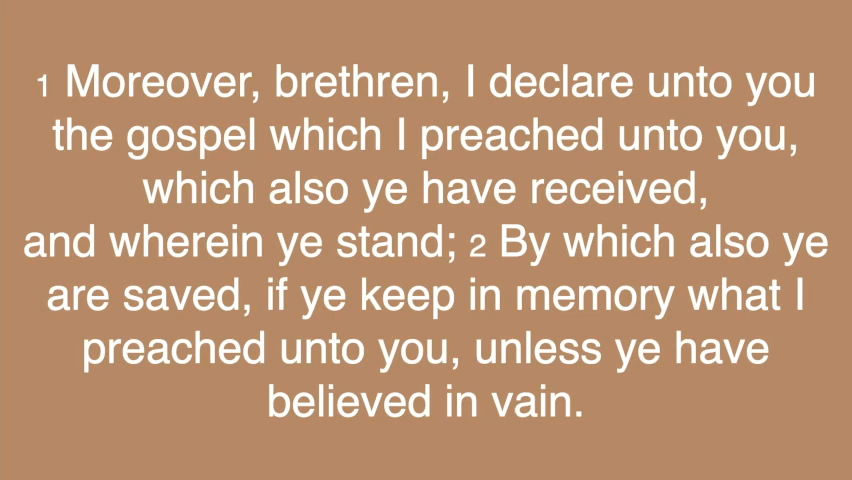 1 Moreover, brethren, I declare unto you
the gospel which I preached unto you,
which also ye have received,
and wherein ye stand; 2 By which also ye
are saved, if ye keep in memory what I
preached unto you, unless ye have
believed in vain.